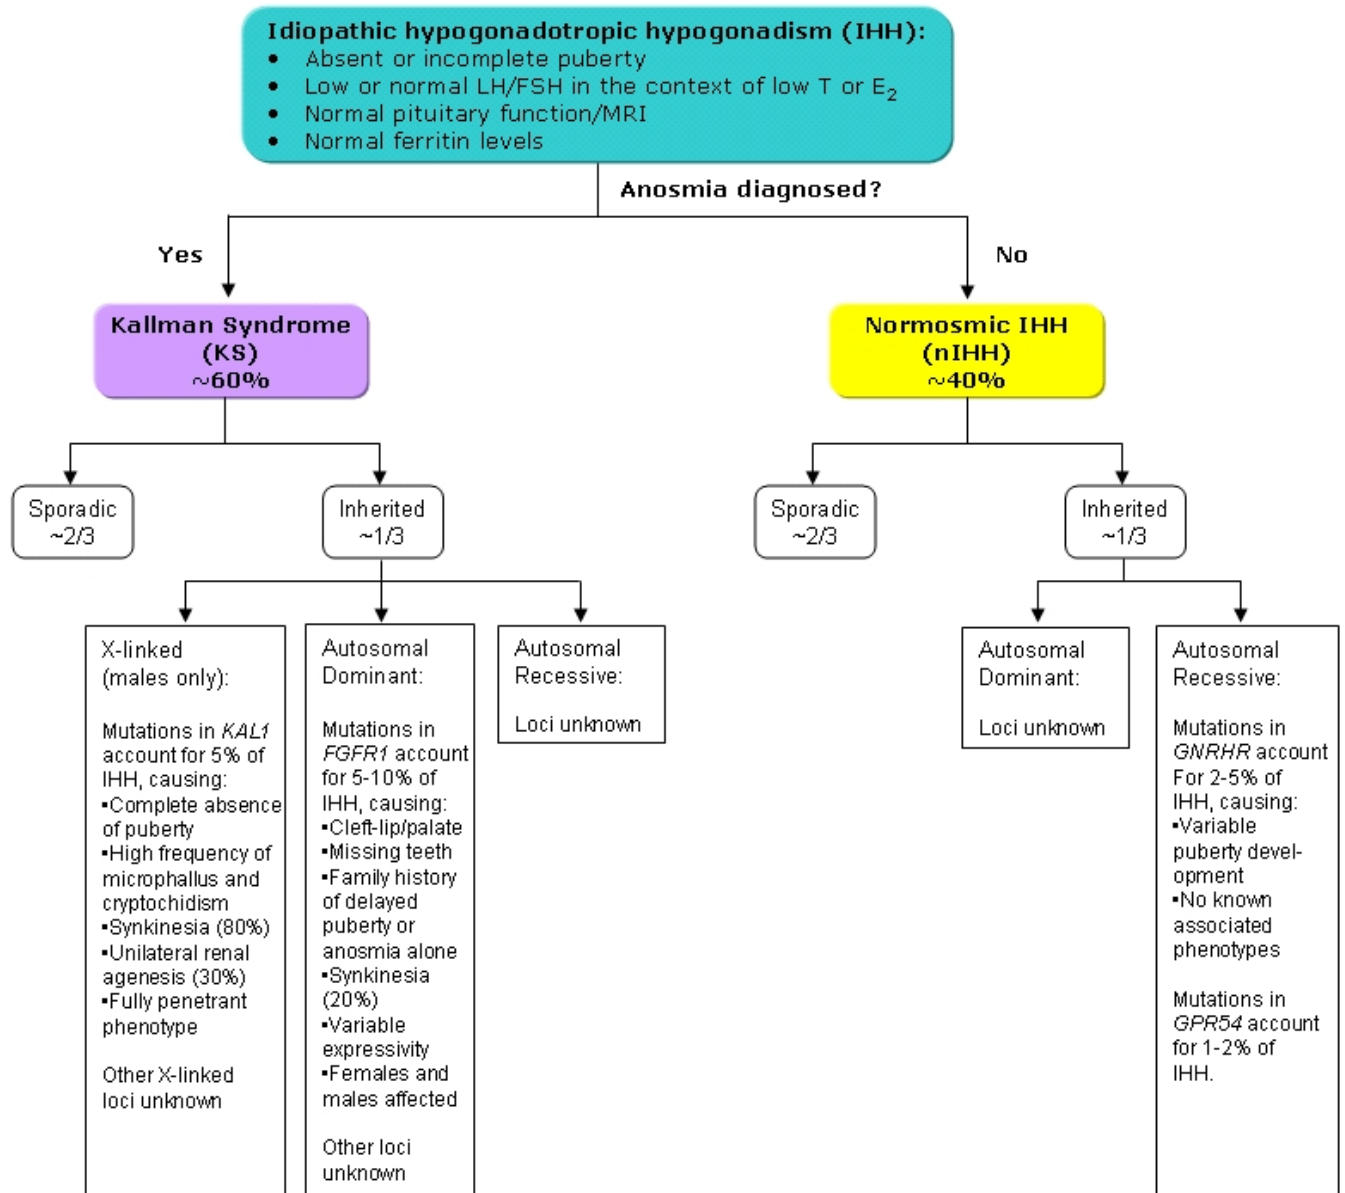 Idiopathic hypogonadotropic hypogonadism (IHH):
• Absent or incomplete puberty
• Low or normal LH/FSH in the context of low T or E2
• Normal pituitary function/MRI
• Normal ferritin levels
Anosmia diagnosed?
Yes
No
Kallman Syndrome
(KS)
~60%
Normosmic IHH
(nIHH)
~40%
Sporadic
~2/3
Inherited
~1/3
Sporadic
~2/3
Inherited
~1/3
X-linked
(males only):
Mutations in KAL1
account for 5% of
IHH, causing:
▪Complete absence
of puberty
▪High frequency of
microphallus and
cryptochidism
▪Synkinesia (80%)
▪Unilateral renal
agenesis (30%)
▪Fully penetrant
phenotype
Other X-linked
loci unknown
Autosomal
Dominant:
Mutations in
FGFR1 account
for 5-10% of
IHH, causing:
▪Cleft-lip/palate
▪Missing teeth
▪Family history
of delayed
puberty or
anosmia alone
▪Synkinesia
(20%)
▪Variable
expressivity
▪Females and
males affected
Other loci
unknown
Autosomal
Recessive:
Loci unknown
Autosomal
Dominant:
Loci unknown
Autosomal
Recessive:
Mutations in
GNRHR account
For 2-5% of
IHH, causing:
▪Variable
puberty devel-
opment
▪No known
associated
phenotypes
Mutations in
GPR54 account
for 1-2% of
IHH.